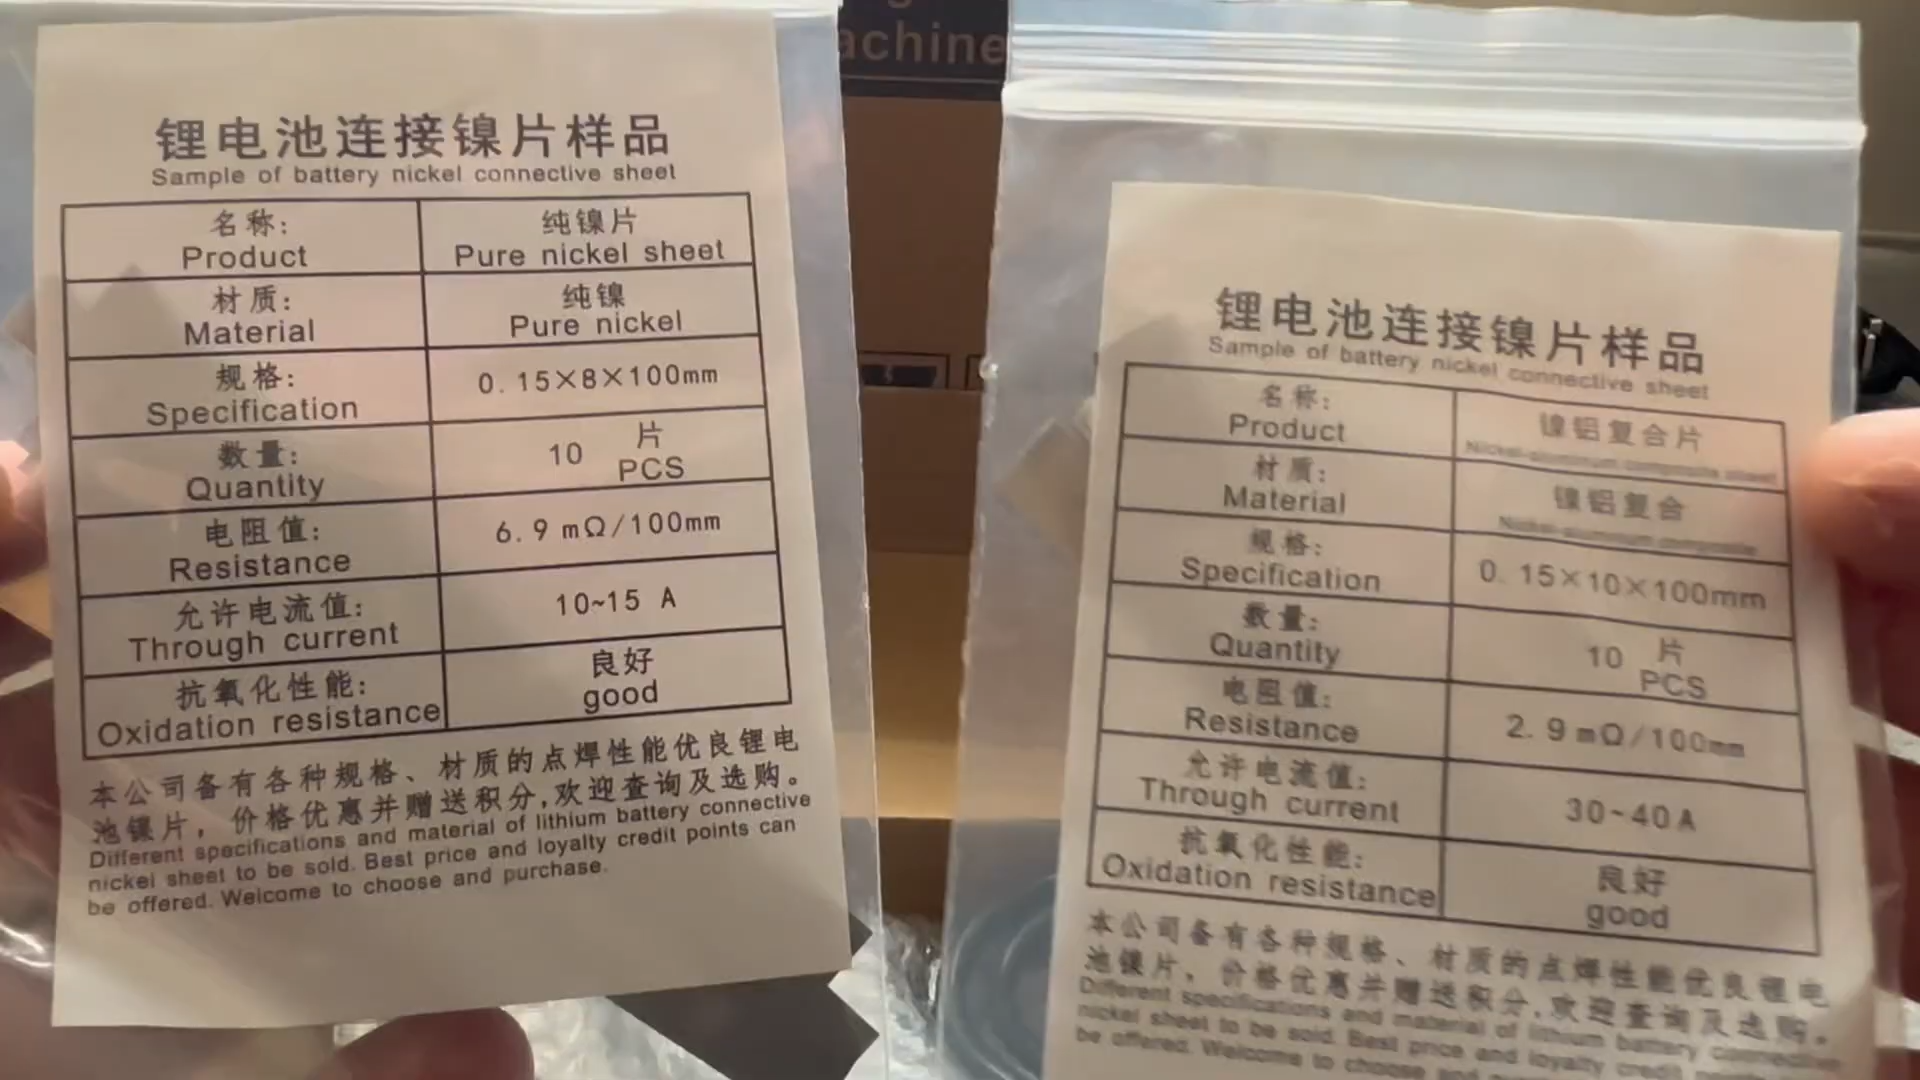 achine
锂电池连接镍片样品
Sample of battery nickel connective sheet
名称:
Product
纯镍片
Pure nickel sheet
材质:
Material
纯镍
Pure nickel
规格:
Specification
0.15×8×100mm
数量:
Quantity
10 片
PCS
电阻值:
Resistance
6.9 mΩ/100mm
允许电流值:
Through current
10~15 A
抗氧化性能:
Oxidation resistance
良好
good
本公司备有各种规格、材质的点焊性能优良锂电
池镍片，价格优惠并赠送积分,欢迎查询及选购。
Different specifications and material of lithium battery connective
nickel sheet to be sold. Best price and loyalty credit points can
be offered. Welcome to choose and purchase.
锂电池连接镍片样品
Sample of battery nickel connective sheet
名称:
Product
镍铝复合片
Nickel-aluminum composite sheet
材质:
Material
镍铝复合
Nickel-aluminum composite
规格:
Specification
0.15×10×100mm
数量:
Quantity
10 片
PCS
电阻值:
Resistance
2.9 mΩ/100mm
允许电流值:
Through current
30~40A
抗氧化性能:
Oxidation resistance
良好
good
本公司备有各种规格、材质的点焊性能优良锂电
池镍片，价格优惠并赠送积分,欢迎查询及选购。
Different specifications and material of lithium battery connective
nickel sheet to be sold. Best price and loyalty credit points
be offered. Welcome to choose and